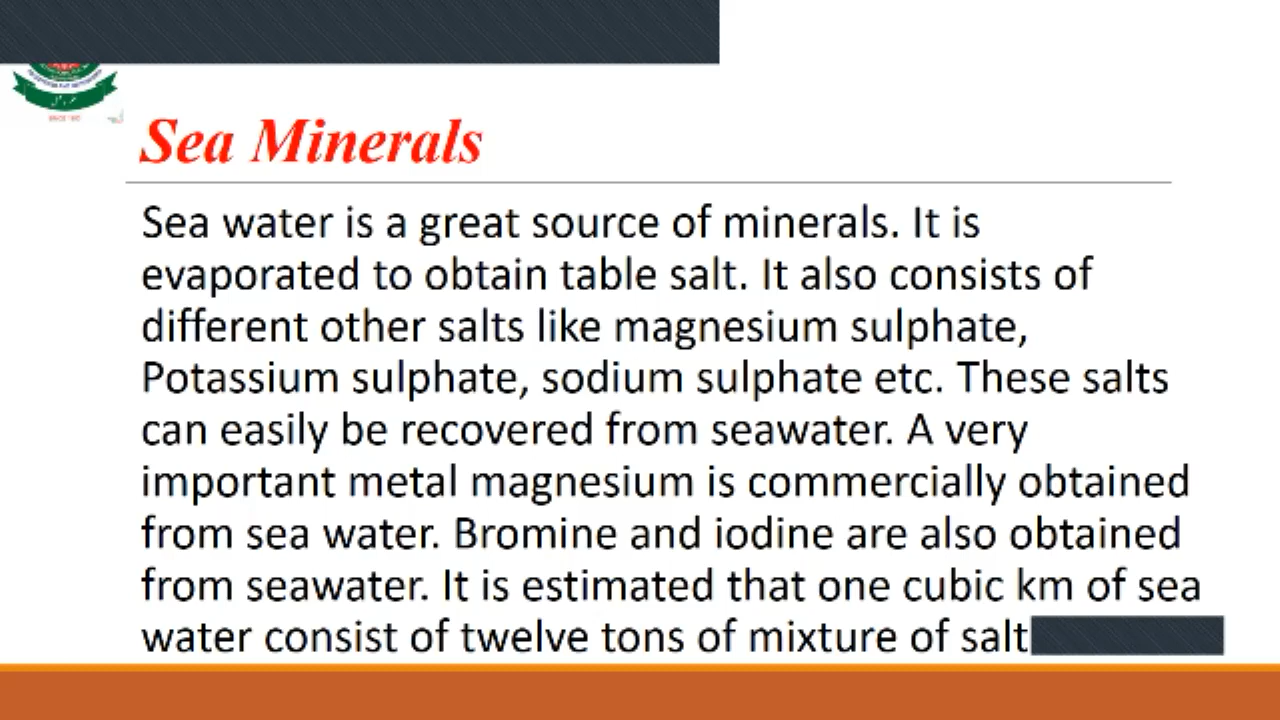 Sea Minerals
Sea water is a great source of minerals. It is
evaporated to obtain table salt. It also consists of
different other salts like magnesium sulphate,
Potassium sulphate, sodium sulphate etc. These salts
can easily be recovered from seawater. A very
important metal magnesium is commercially obtained
from sea water. Bromine and iodine are also obtained
from seawater. It is estimated that one cubic km of sea
water consist of twelve tons of mixture of salt